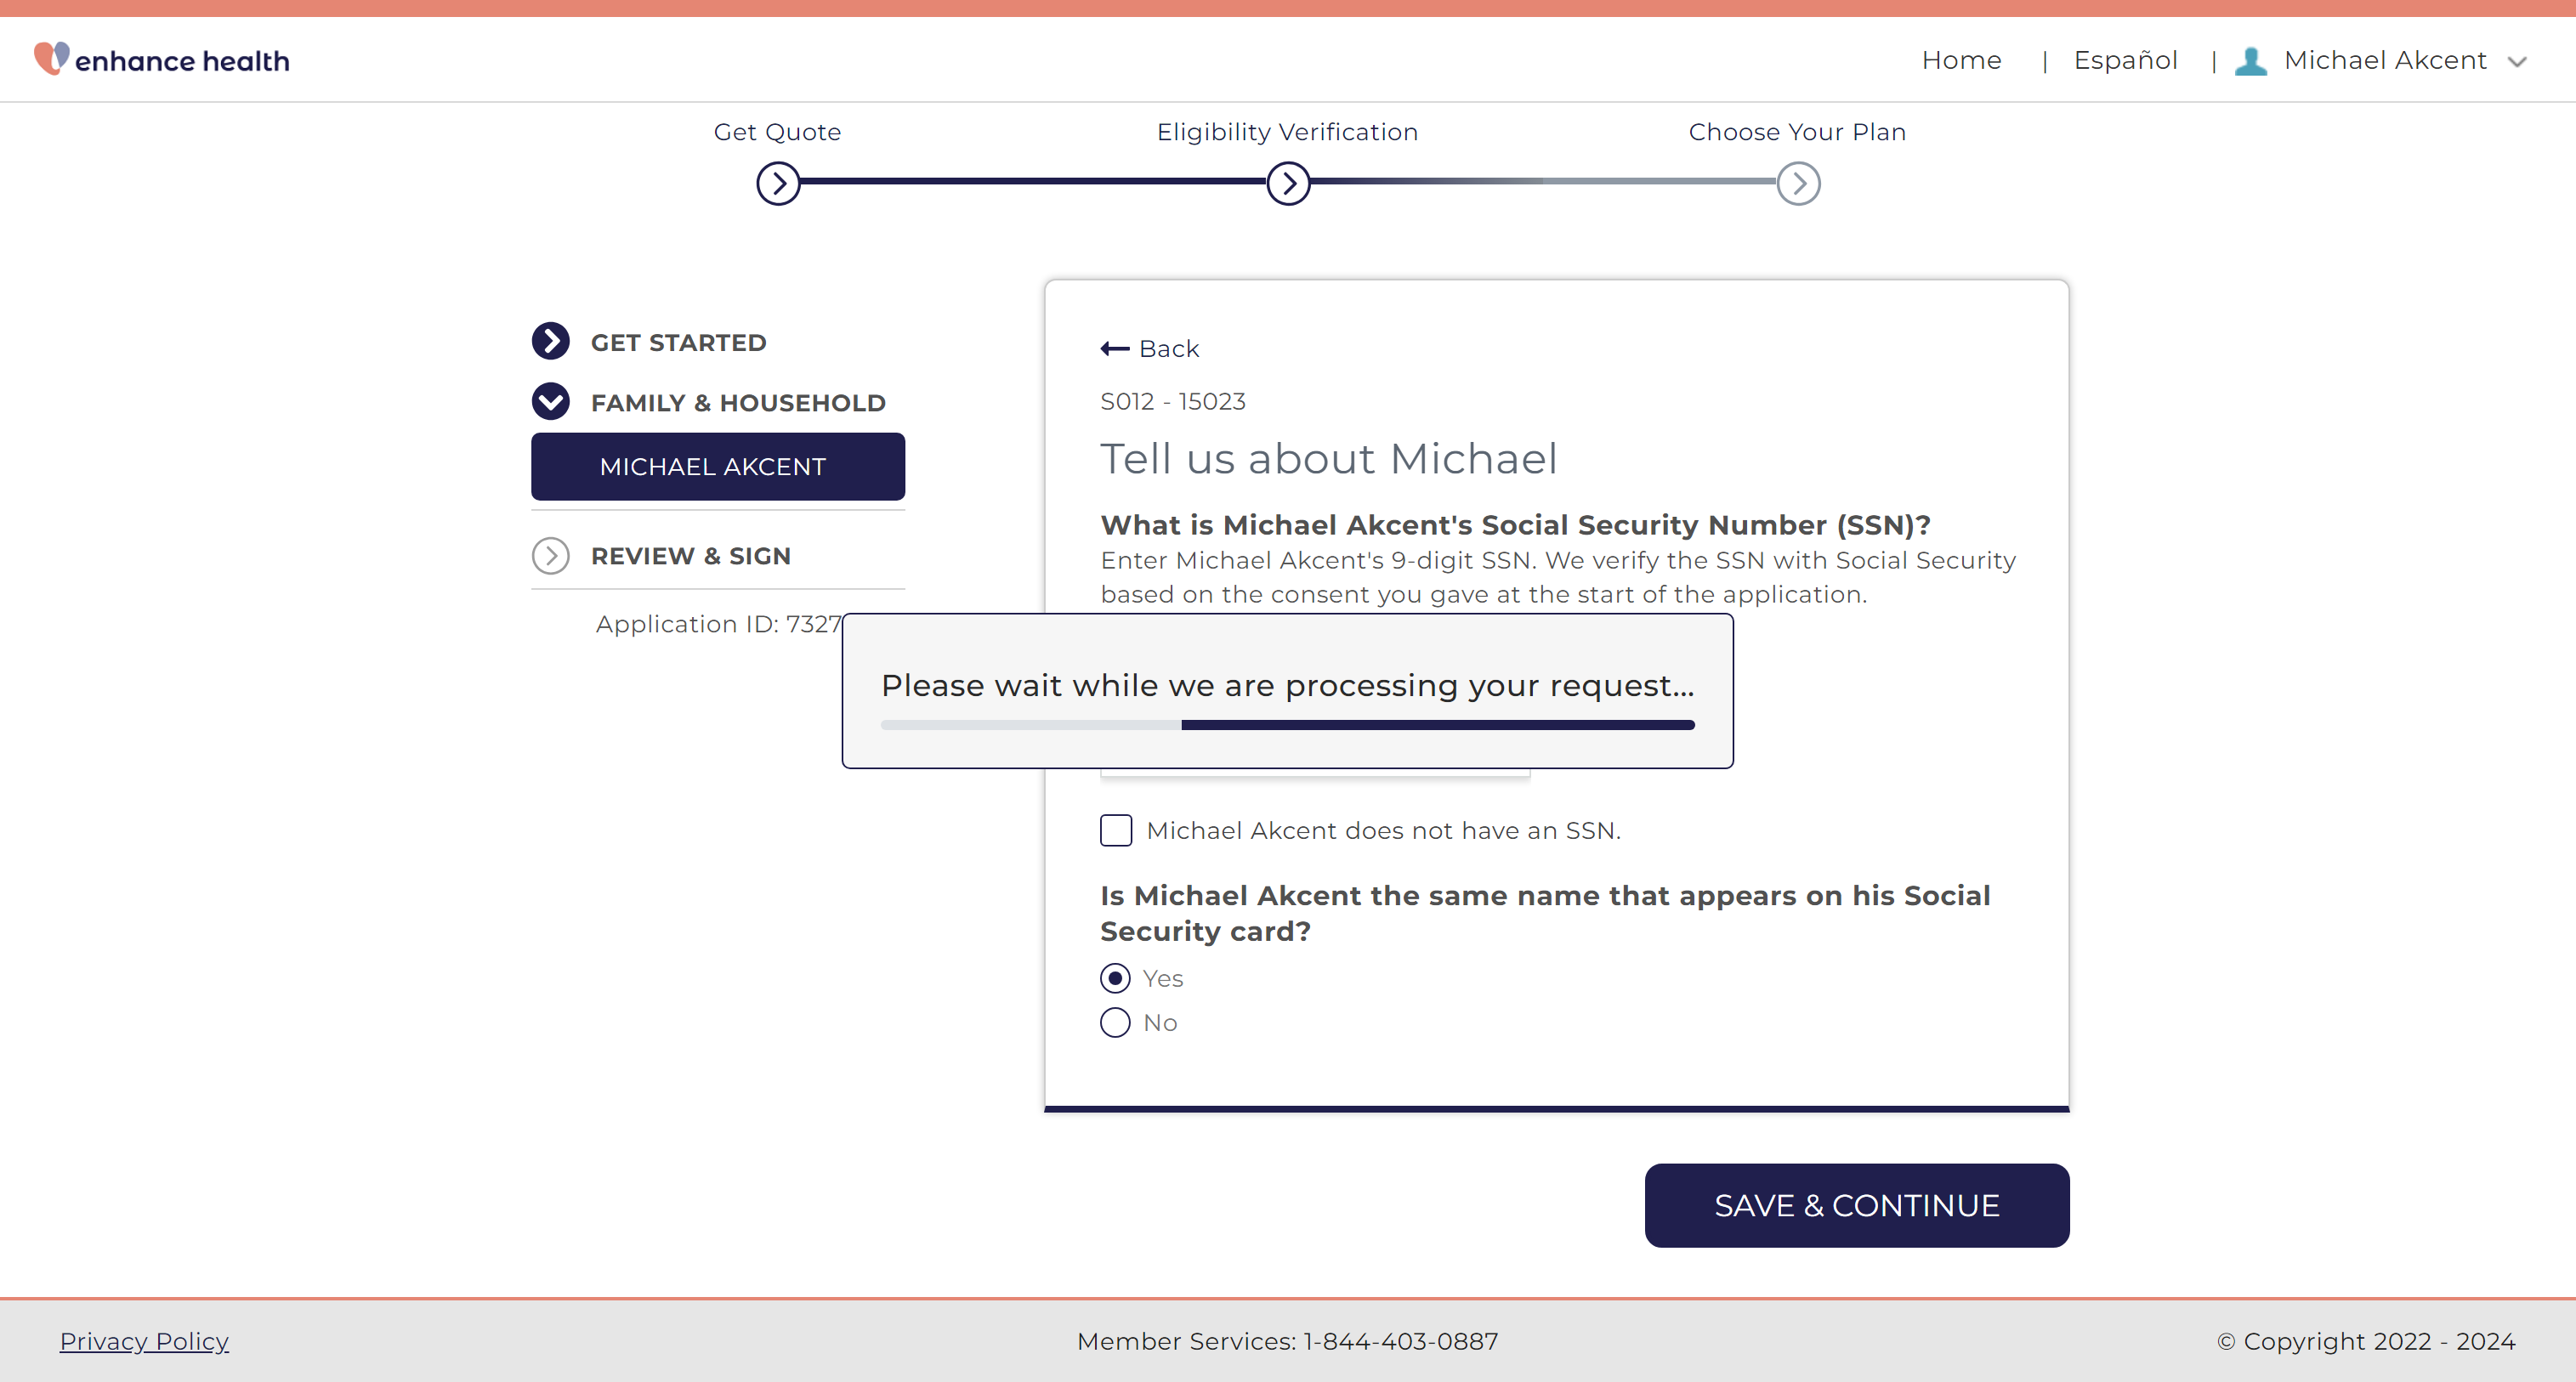 enhance health
Home | Español | Michael Akcent
Get Quote
Eligibility Verification
Choose Your Plan
GET STARTED
FAMILY & HOUSEHOLD
MICHAEL AKCENT
REVIEW & SIGN
Application ID: 7327
Back
S012 - 15023
Tell us about Michael
What is Michael Akcent's Social Security Number (SSN)?
Enter Michael Akcent's 9-digit SSN. We verify the SSN with Social Security
based on the consent you gave at the start of the application.
Please wait while we are processing your request...
Michael Akcent does not have an SSN.
Is Michael Akcent the same name that appears on his Social
Security card?
Yes
No
SAVE & CONTINUE
Privacy Policy
Member Services: 1-844-403-0887
© Copyright 2022 - 2024